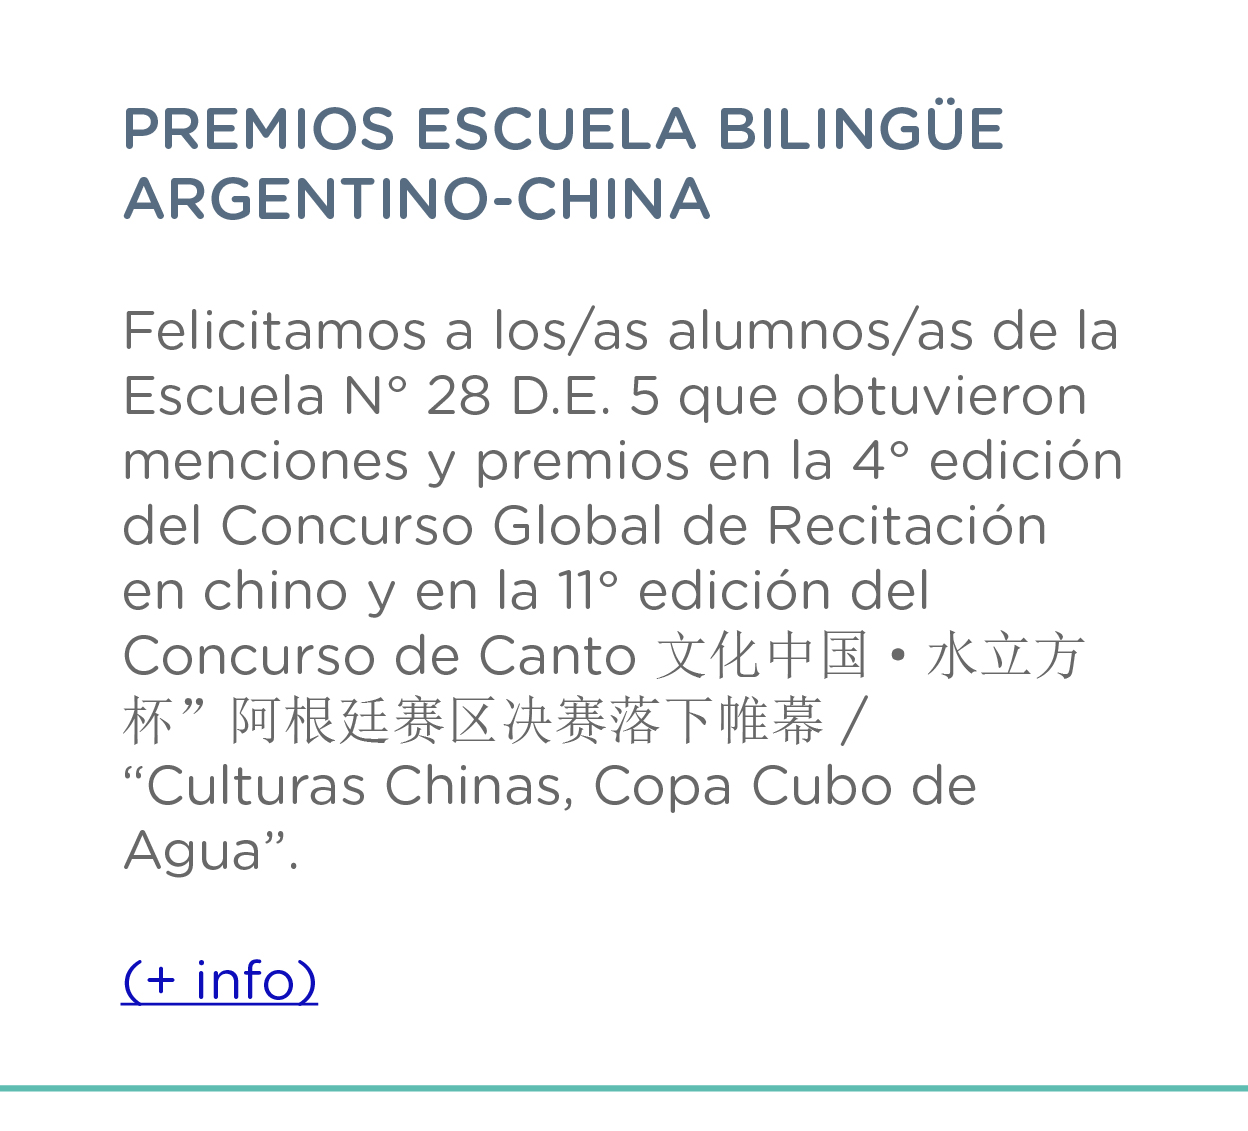 PREMIOS ESCUELA BILINGÜE
ARGENTINO-CHINA
Felicitamos a los/as alumnos/as de la
Escuela N° 28 D.E. 5 que obtuvieron
menciones y premios en la 4° edición
del Concurso Global de Recitación
en chino y en la 11° edición del
Concurso de Canto 文化中国 • 水立方
杯” 阿根廷赛区决赛落下帷幕 /
“Culturas Chinas, Copa Cubo de
Agua”.
(+ info)